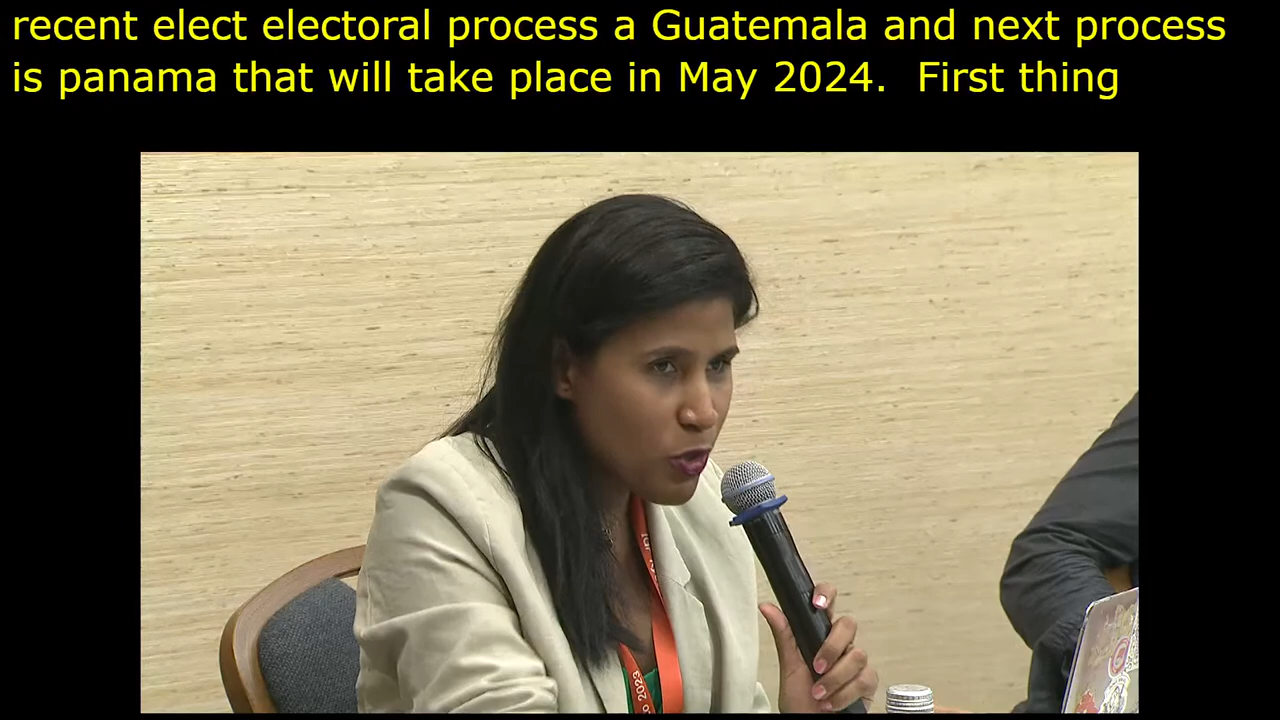 recent elect electoral process a Guatemala and next process
is panama that will take place in May 2024.  First thing
2023